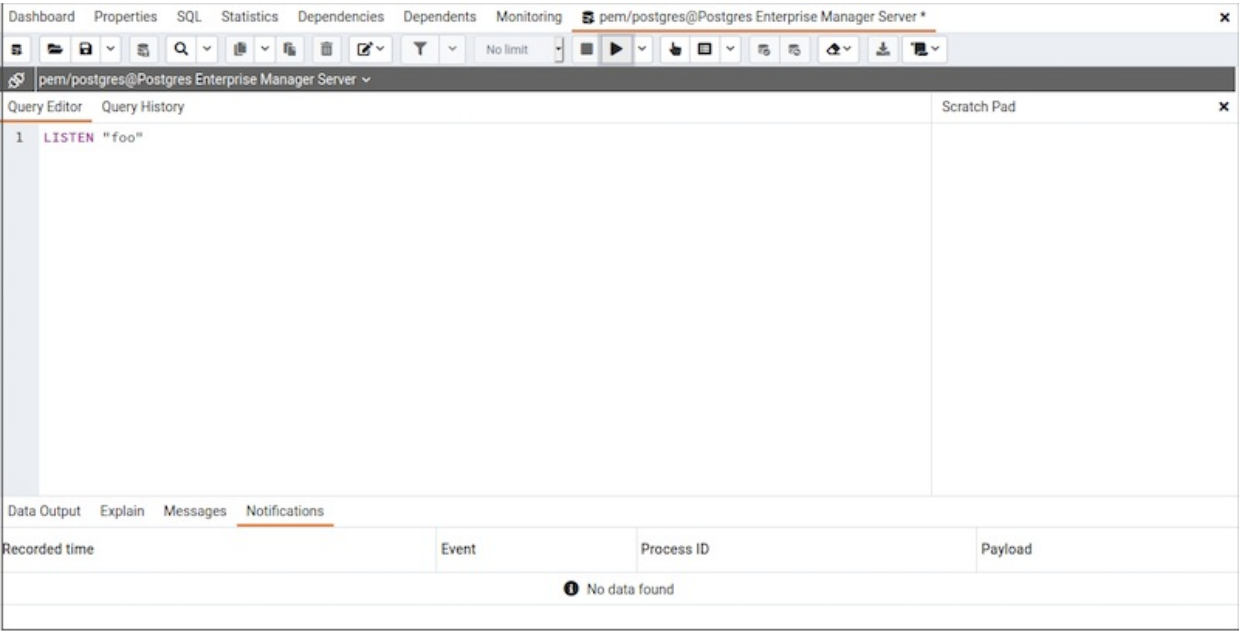 Dashboard Properties SQL Statistics Dependencies Dependents Monitoring pem/postgres@Postgres Enterprise Manager Server *
No limit
pem/postgres@Postgres Enterprise Manager Server
Query Editor Query History Scratch Pad
1 LISTEN "foo"
Data Output Explain Messages Notifications
Recorded time Event Process ID Payload
No data found